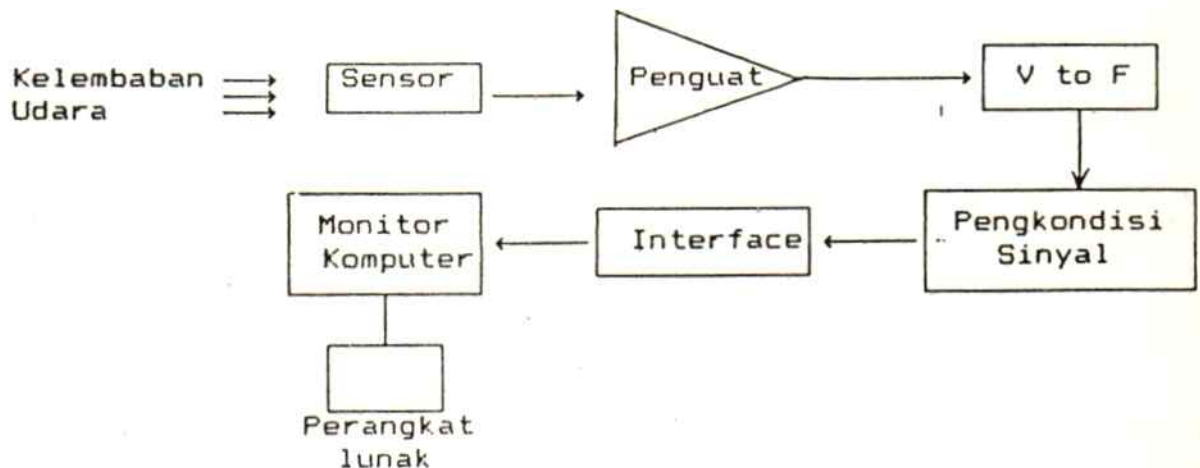 Kelembaban
Udara
Sensor
Penguat
V to F
Pengkondisi
Sinyal
Interface
Monitor
Komputer
Perangkat
lunak